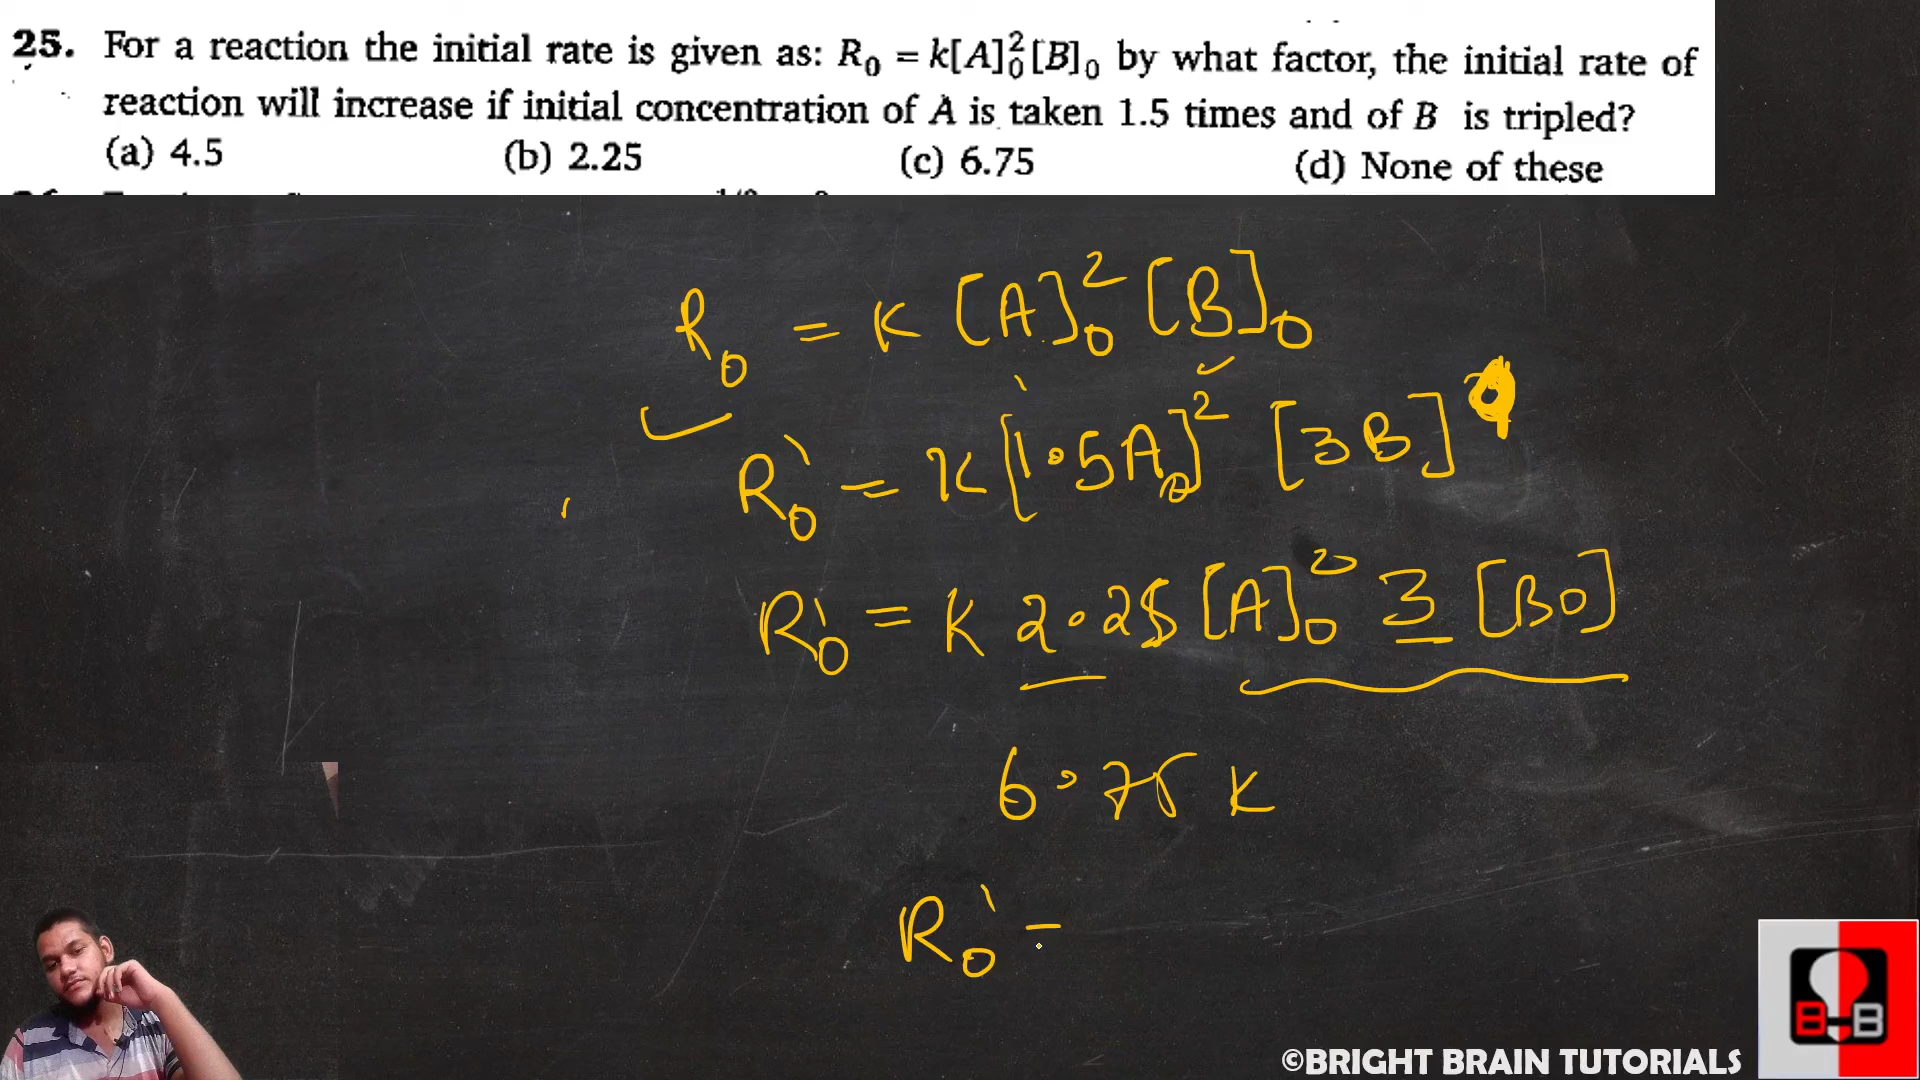 25. For a reaction the initial rate is given as: R₀ = k[A]₀²[B]₀ by what factor, the initial rate of
reaction will increase if initial concentration of A is taken 1.5 times and of B is tripled?
(a) 4.5 (b) 2.25 (c) 6.75 (d) None of these
R₀ = K [A]₀² [B]₀
R₀' = K [1.5A₀]² [3B]
R₀' = K 2.25 [A]₀² 3 [B0]
6.75 K
R₀' =
B B
©BRIGHT BRAIN TUTORIALS